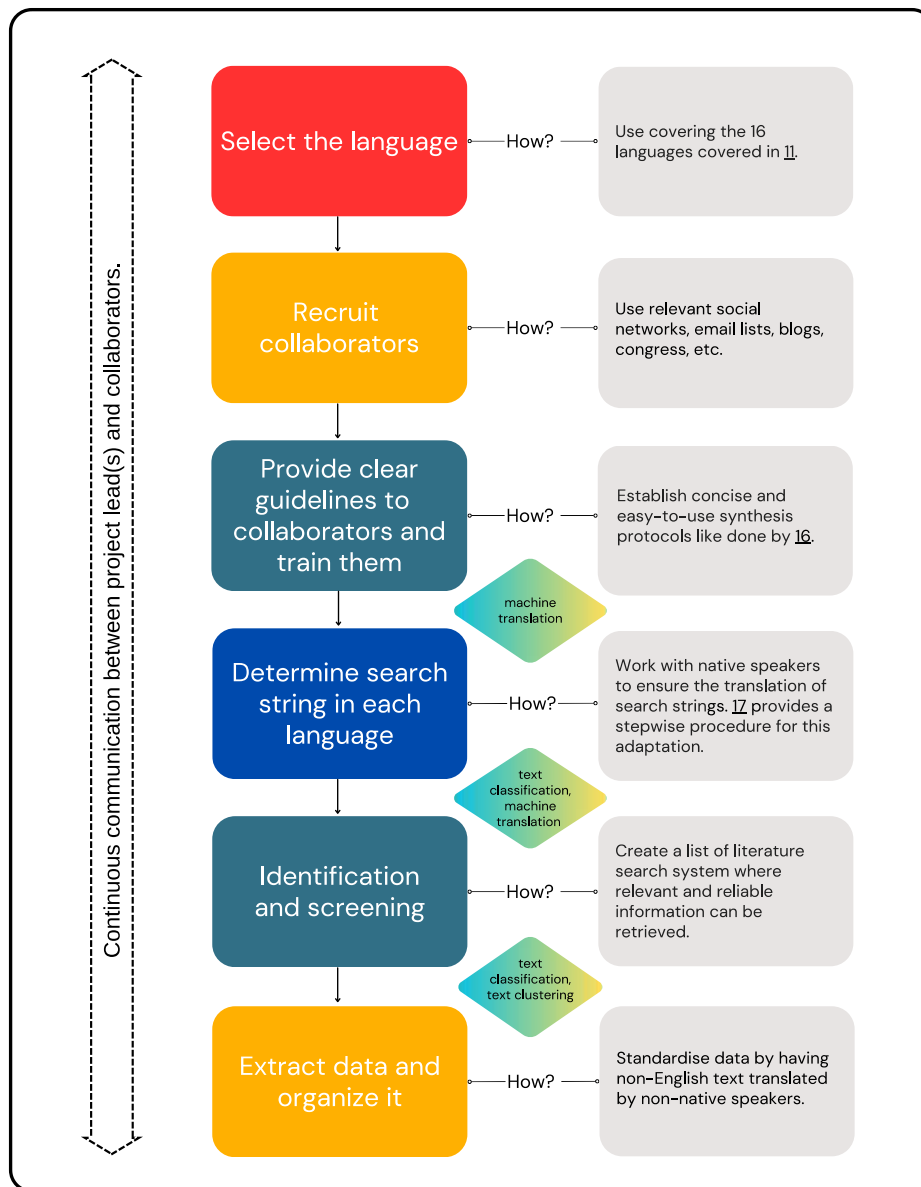 Continuous communication between project lead(s) and collaborators.
Select the language
How?
Use covering the 16
languages covered in 11.
Recruit
collaborators
How?
Use relevant social
networks, email lists, blogs,
congress, etc.
Provide clear
guidelines to
collaborators and
train them
How?
Establish concise and
easy-to-use synthesis
protocols like done by 16.
machine
translation
Determine search
string in each
language
How?
Work with native speakers
to ensure the translation of
search strings. 17 provides a
stepwise procedure for this
adaptation.
text
classification,
machine
translation
Identification
and screening
How?
Create a list of literature
search system where
relevant and reliable
information can be
retrieved.
text
classification,
text clustering
Extract data and
organize it
How?
Standardise data by having
non-English text translated
by non-native speakers.